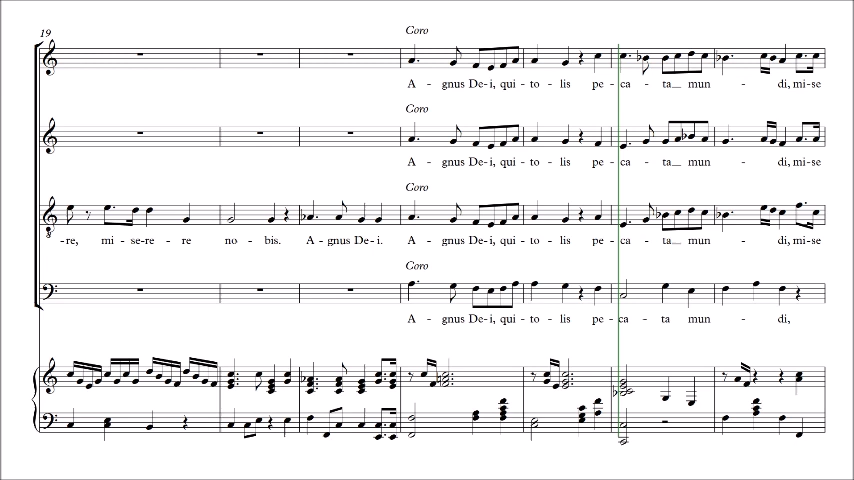 19
Coro
A - gnus De-i, qui - to - lis pe - ca - ta_ mun - di, mi-se
Coro
A - gnus De-i, qui - to - lis pe - ca - ta_ mun - di, mi-se
Coro
-re, mi - se-re - re no - bis. A - gnus De - i. A - gnus De-i, qui - to - lis pe - ca - ta_ mun - di, mi-se
Coro
A - gnus De-i, qui - to - lis pe - ca - ta mun - di,